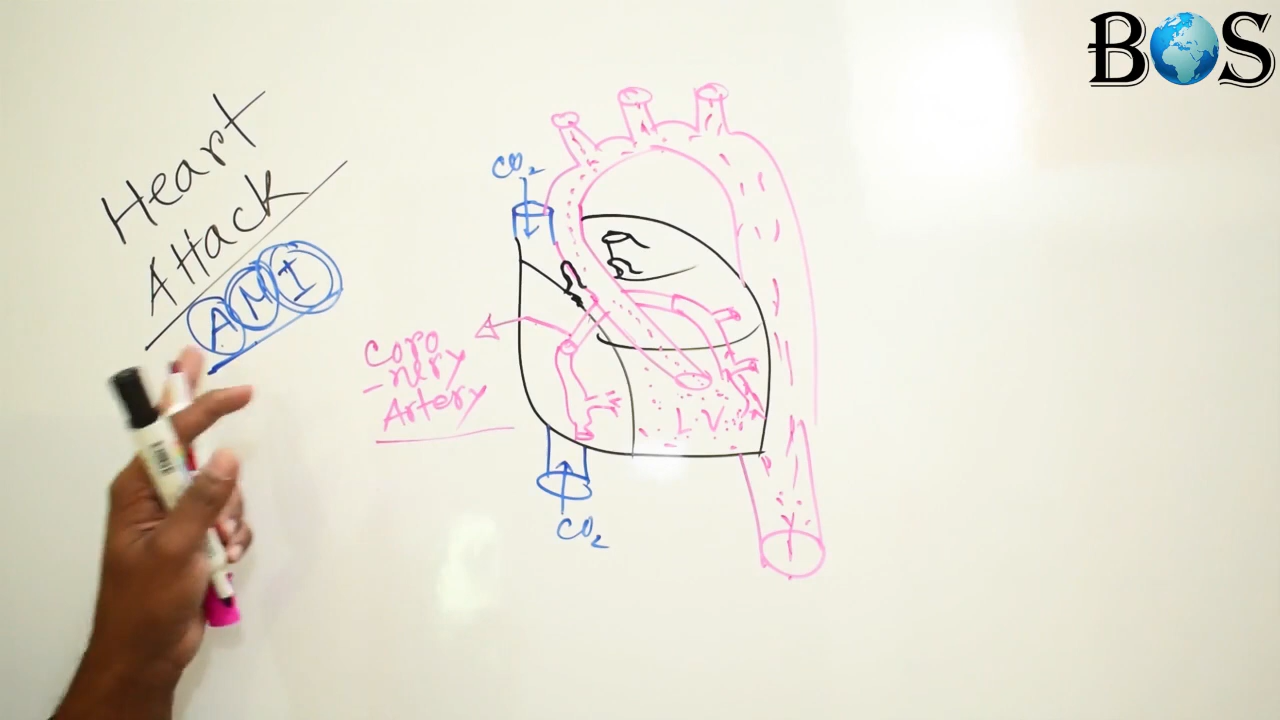 BOS
Heart
Attack
AMI
CO2
Coro
-nery
Artery
LV
CO2